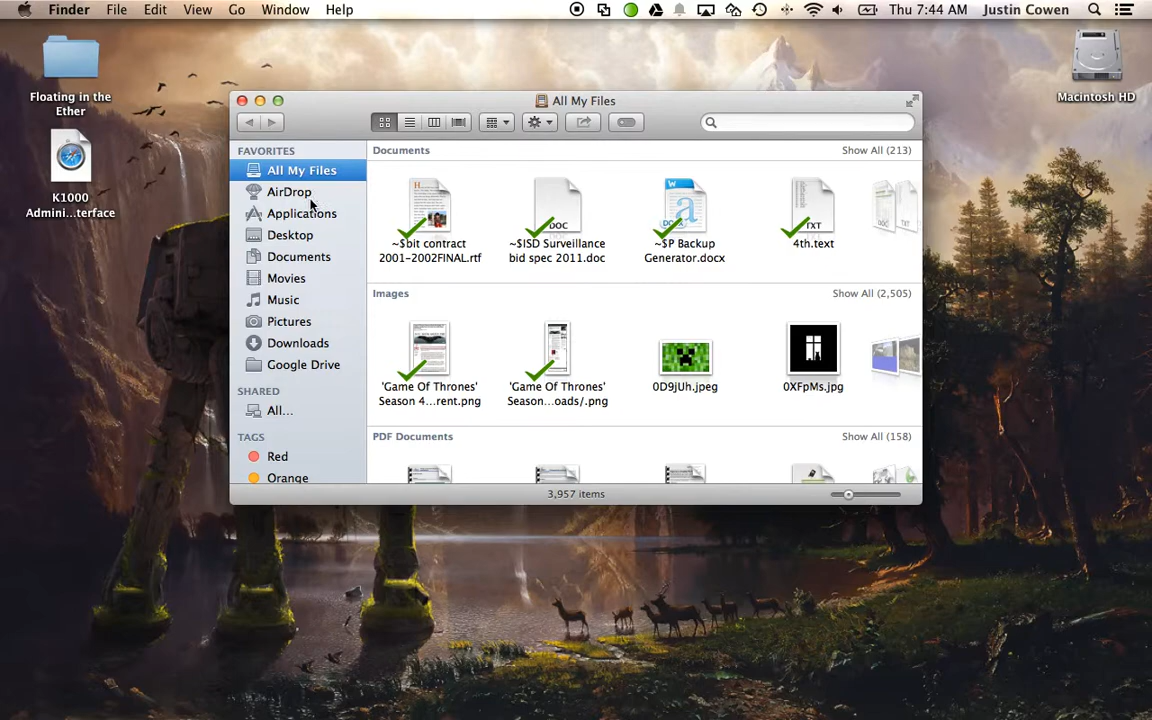 Finder File Edit View Go Window Help Thu 7:44 AM Justin Cowen
Floating in the
Ether
K1000
Admini...terface
Macintosh HD
All My Files
FAVORITES
All My Files
AirDrop
Applications
Desktop
Documents
Movies
Music
Pictures
Downloads
Google Drive
SHARED
All...
TAGS
Red
Orange
Documents Show All (213)
DOC
W
DOCX
TXT
~$bit contract
2001-2002FINAL.rtf
~$ISD Surveillance
bid spec 2011.doc
~$P Backup
Generator.docx
4th.text
Images Show All (2,505)
'Game Of Thrones'
Season 4...rent.png
'Game Of Thrones'
Season...oads/.png
0D9jUh.jpeg
0XFpMs.jpg
PDF Documents Show All (158)
3,957 items